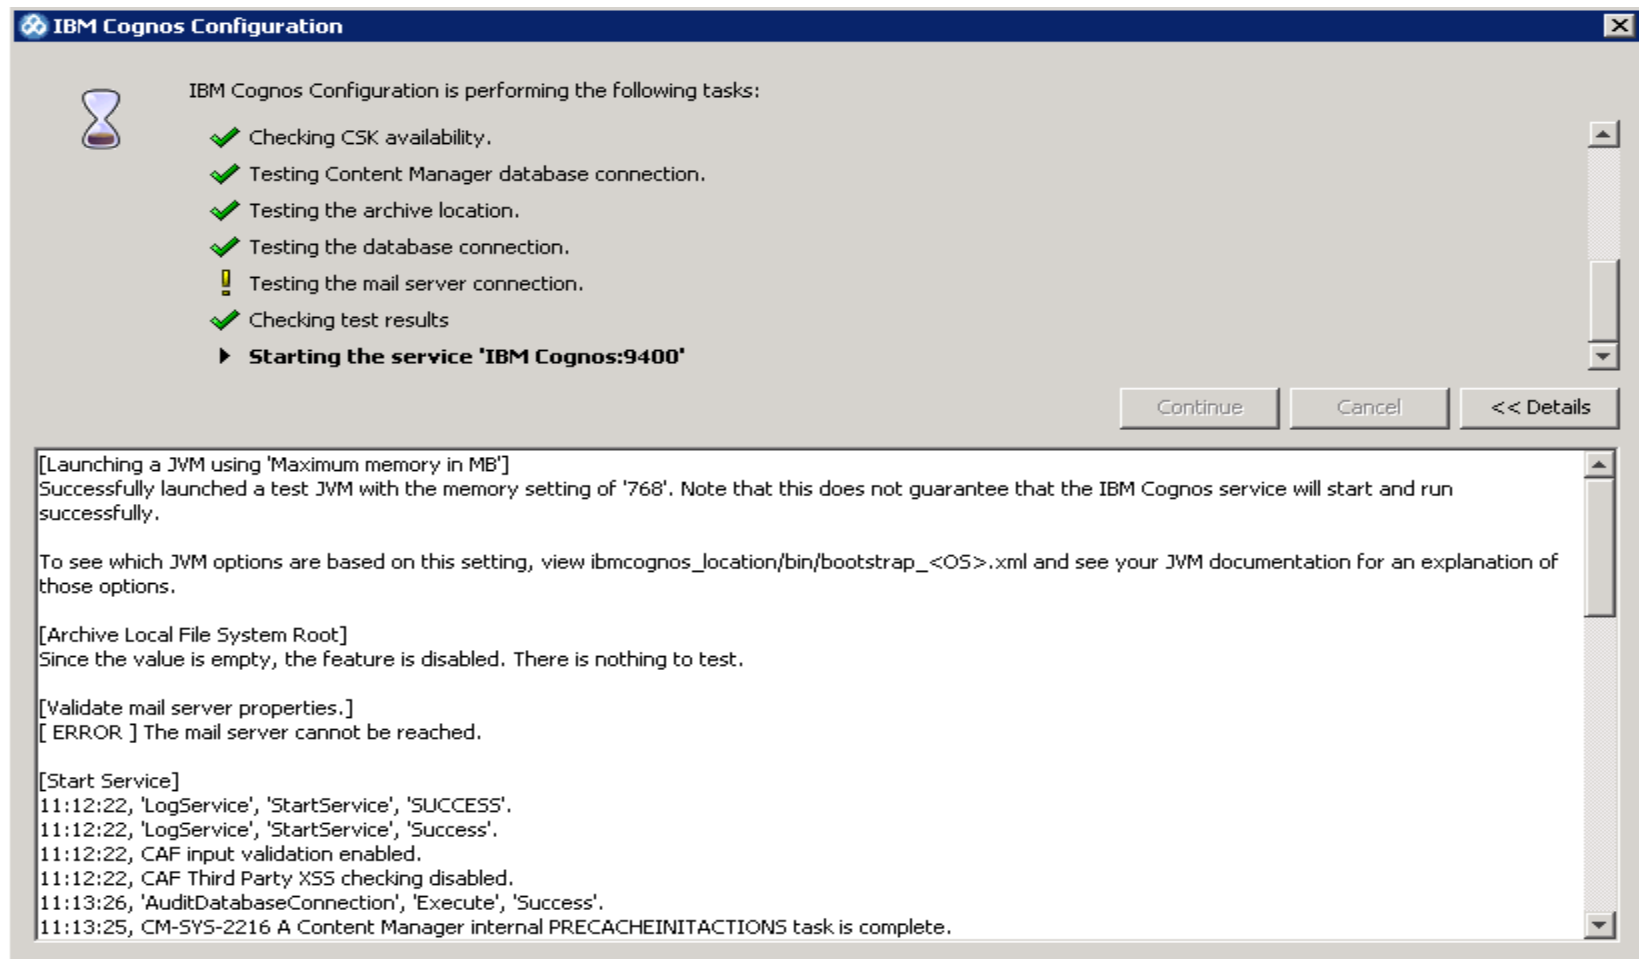 IBM Cognos Configuration
IBM Cognos Configuration is performing the following tasks:
Checking CSK availability.
Testing Content Manager database connection.
Testing the archive location.
Testing the database connection.
Testing the mail server connection.
Checking test results
Starting the service 'IBM Cognos:9400'
Continue
Cancel
<< Details
[Launching a JVM using 'Maximum memory in MB']
Successfully launched a test JVM with the memory setting of '768'. Note that this does not guarantee that the IBM Cognos service will start and run
successfully.
To see which JVM options are based on this setting, view ibmcognos_location/bin/bootstrap_<OS>.xml and see your JVM documentation for an explanation of
those options.
[Archive Local File System Root]
Since the value is empty, the feature is disabled. There is nothing to test.
[Validate mail server properties.]
[ ERROR ] The mail server cannot be reached.
[Start Service]
11:12:22, 'LogService', 'StartService', 'SUCCESS'.
11:12:22, 'LogService', 'StartService', 'Success'.
11:12:22, CAF input validation enabled.
11:12:22, CAF Third Party XSS checking disabled.
11:13:26, 'AuditDatabaseConnection', 'Execute', 'Success'.
11:13:25, CM-SYS-2216 A Content Manager internal PRECACHEINITACTIONS task is complete.